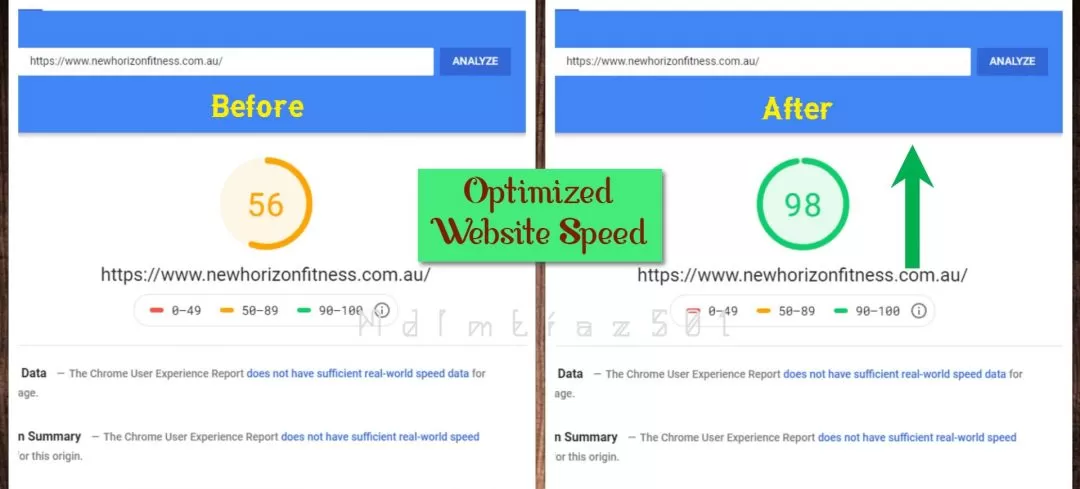 https://www.newhorizonfitness.com.au/
ANALYZE
Before
56
https://www.newhorizonfitness.com.au/
0–49 50–89 90–100
Data — The Chrome User Experience Report does not have sufficient real-world speed data for
age.
n Summary — The Chrome User Experience Report does not have sufficient real-world speed
or this origin.
Optimized
Website Speed
https://www.newhorizonfitness.com.au/
ANALYZE
After
98
https://www.newhorizonfitness.com.au/
0–49 50–89 90–100
Data — The Chrome User Experience Report does not have sufficient real-world speed data for
age.
n Summary — The Chrome User Experience Report does not have sufficient real-world speed
or this origin.